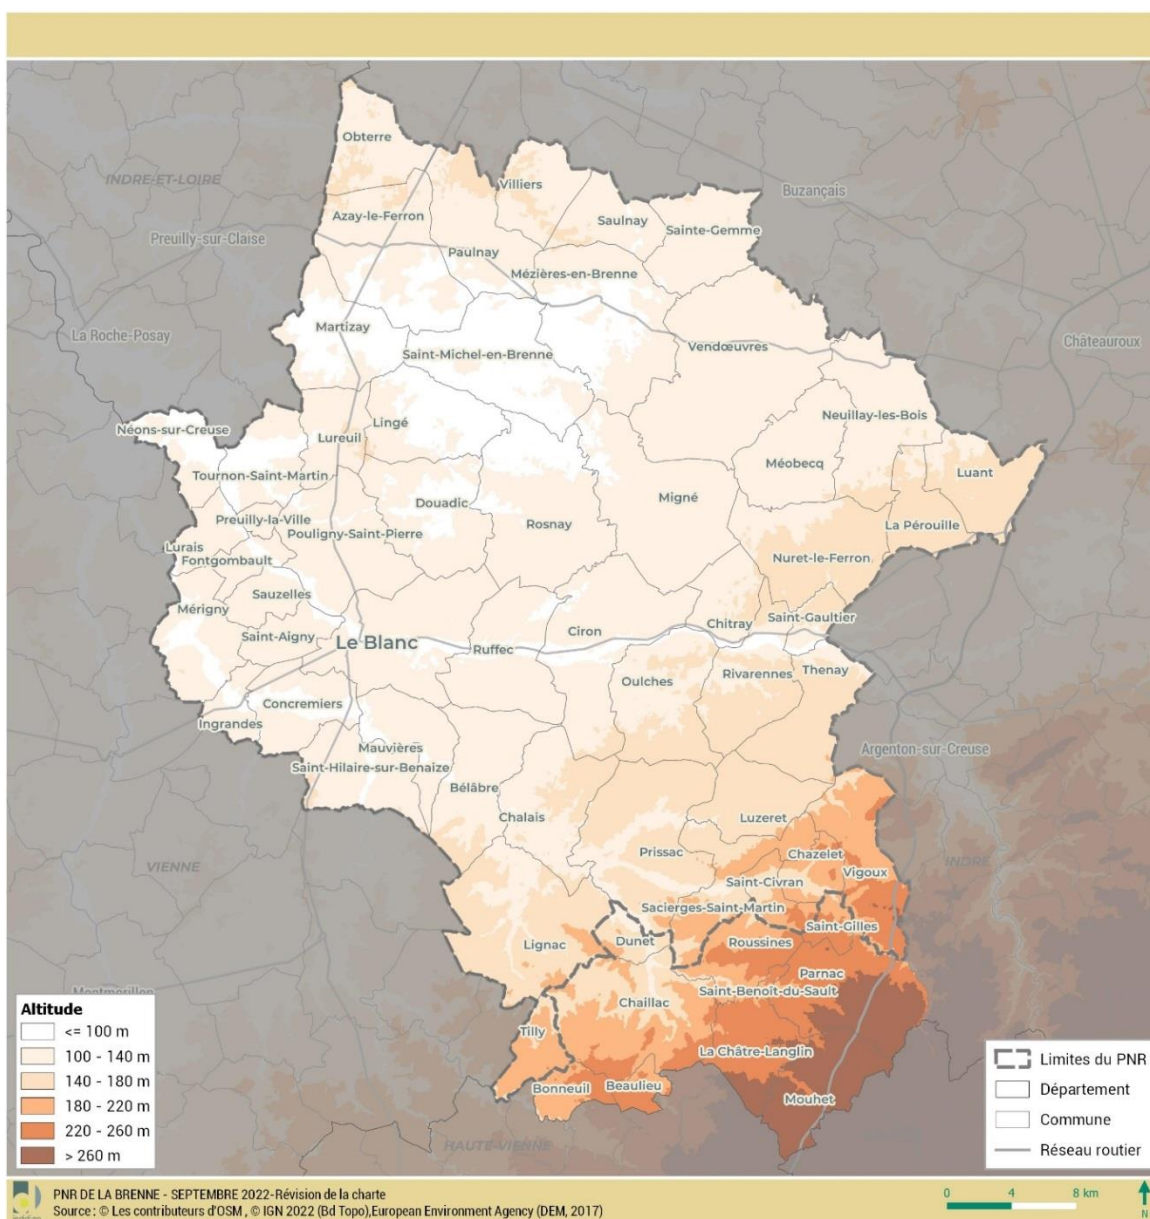 Obterre
INDRE-ET-LOIRE
Villiers
Buzançais
Azay-le-Ferron
Saulnay
Sainte-Gemme
Preuilly-sur-Claise
Paulnay
Mézières-en-Brenne
Martizay
La Roche-Posay
Châteauroux
Saint-Michel-en-Brenne
Vendœuvres
Néons-sur-Creuse
Lingé
Neuillay-les-Bois
Lureuil
Méobecq
Tournon-Saint-Martin
Luant
Douadic
Migné
Preuilly-la-Ville
Rosnay
La Pérouille
Pouligny-Saint-Pierre
Lurais
Fontgombault
Nuret-le-Ferron
Sauzelles
Mérigny
Saint-Gaultier
Chitray
Ciron
Saint-Aigny
Le Blanc
Ruffec
Thenay
Rivarennes
Oulches
Concremiers
Ingrandes
Mauvières
Argenton-sur-Creuse
Saint-Hilaire-sur-Benaize
Bélâbre
Chalais
Luzeret
Prissac
Chazelet
VIENNE
INDRE
Vigoux
Saint-Civran
Sacierges-Saint-Martin
Saint-Gilles
Lignac
Dunet
Roussines
Parnac
Montmorillon
Saint-Benoît-du-Sault
Chaillac
Tilly
La Châtre-Langlin
Bonneuil
Beaulieu
Mouhet
HAUTE-VIENNE
Altitude
<= 100 m
100 - 140 m
140 - 180 m
180 - 220 m
220 - 260 m
> 260 m
Limites du PNR
Département
Commune
Réseau routier
PNR DE LA BRENNE - SEPTEMBRE 2022-Révision de la charte
Source : © Les contributeurs d'OSM , © IGN 2022 (Bd Topo),European Environment Agency (DEM, 2017)
0 4 8 km
N